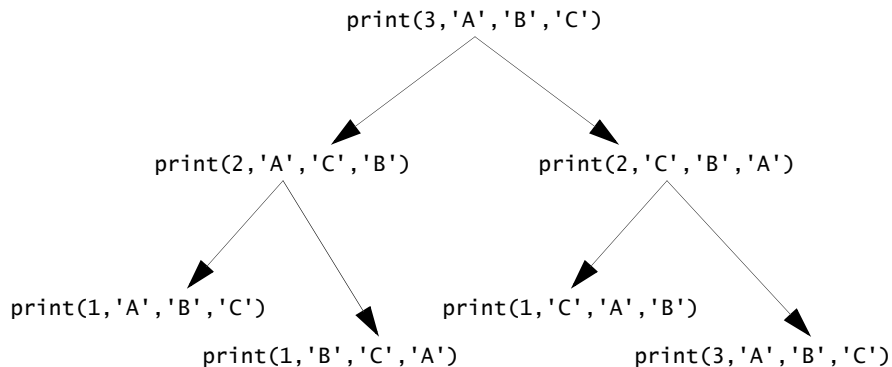 print(3,'A','B','C')
print(2,'A','C','B')
print(2,'C','B','A')
print(1,'A','B','C')
print(1,'C','A','B')
print(1,'B','C','A')
print(3,'A','B','C')